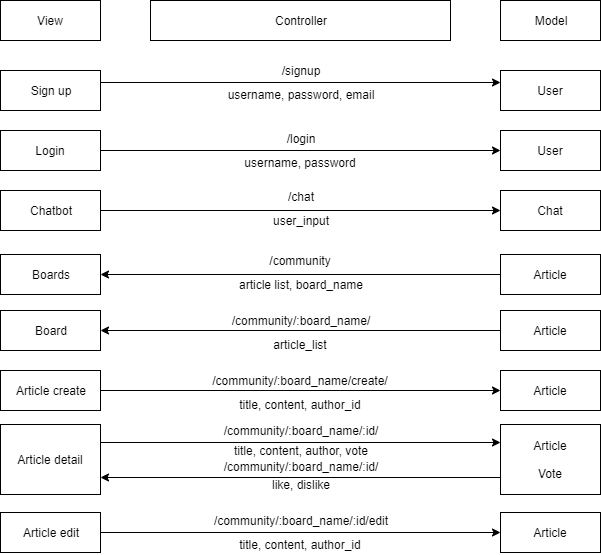 View Controller Model
/signup
Sign up User
username, password, email
/login
Login User
username, password
/chat
Chatbot Chat
user_input
/community
Boards Article
article list, board_name
/community/:board_name/
Board Article
article_list
/community/:board_name/create/
Article create Article
title, content, author_id
/community/:board_name/:id/
Article detail Article
title, content, author, vote
/community/:board_name/:id/
Vote
like, dislike
/community/:board_name/:id/edit
Article edit Article
title, content, author_id